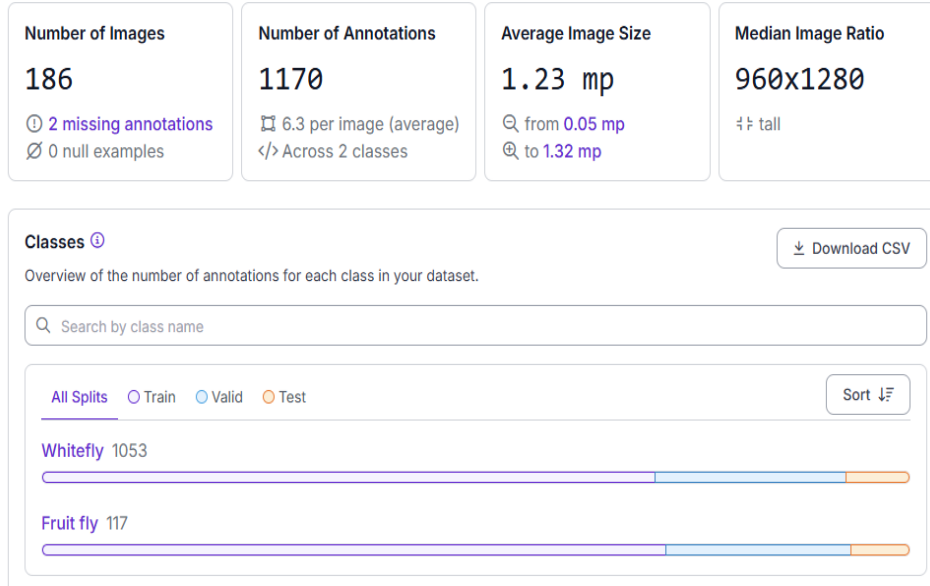 Number of Images
186
2 missing annotations
0 null examples
Number of Annotations
1170
6.3 per image (average)
Across 2 classes
Average Image Size
1.23 mp
from 0.05 mp
to 1.32 mp
Median Image Ratio
960x1280
tall
Classes
Download CSV
Overview of the number of annotations for each class in your dataset.
Search by class name
All Splits Train Valid Test
Sort
Whitefly 1053
Fruit fly 117